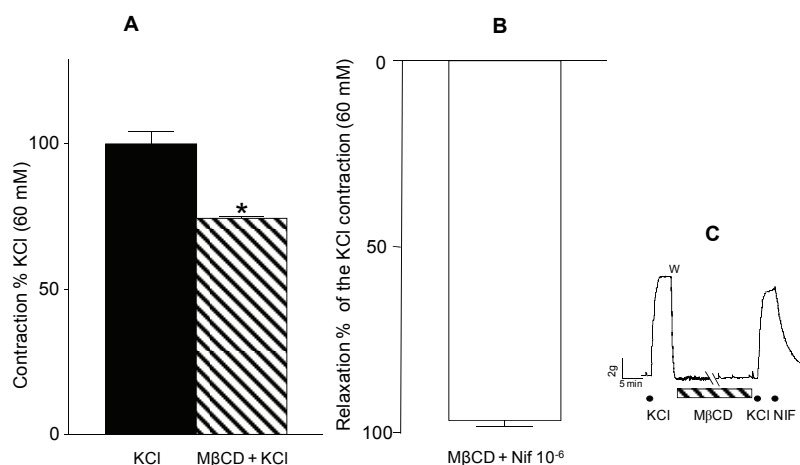 A
Contraction % KCl (60 mM)
100
50
0
*
KCl
MβCD + KCl
B
Relaxation % of the KCl contraction (60 mM)
0
50
100
MβCD + Nif 10⁻⁶
C
W
2g
5 min
KCl
MβCD
KCl NIF